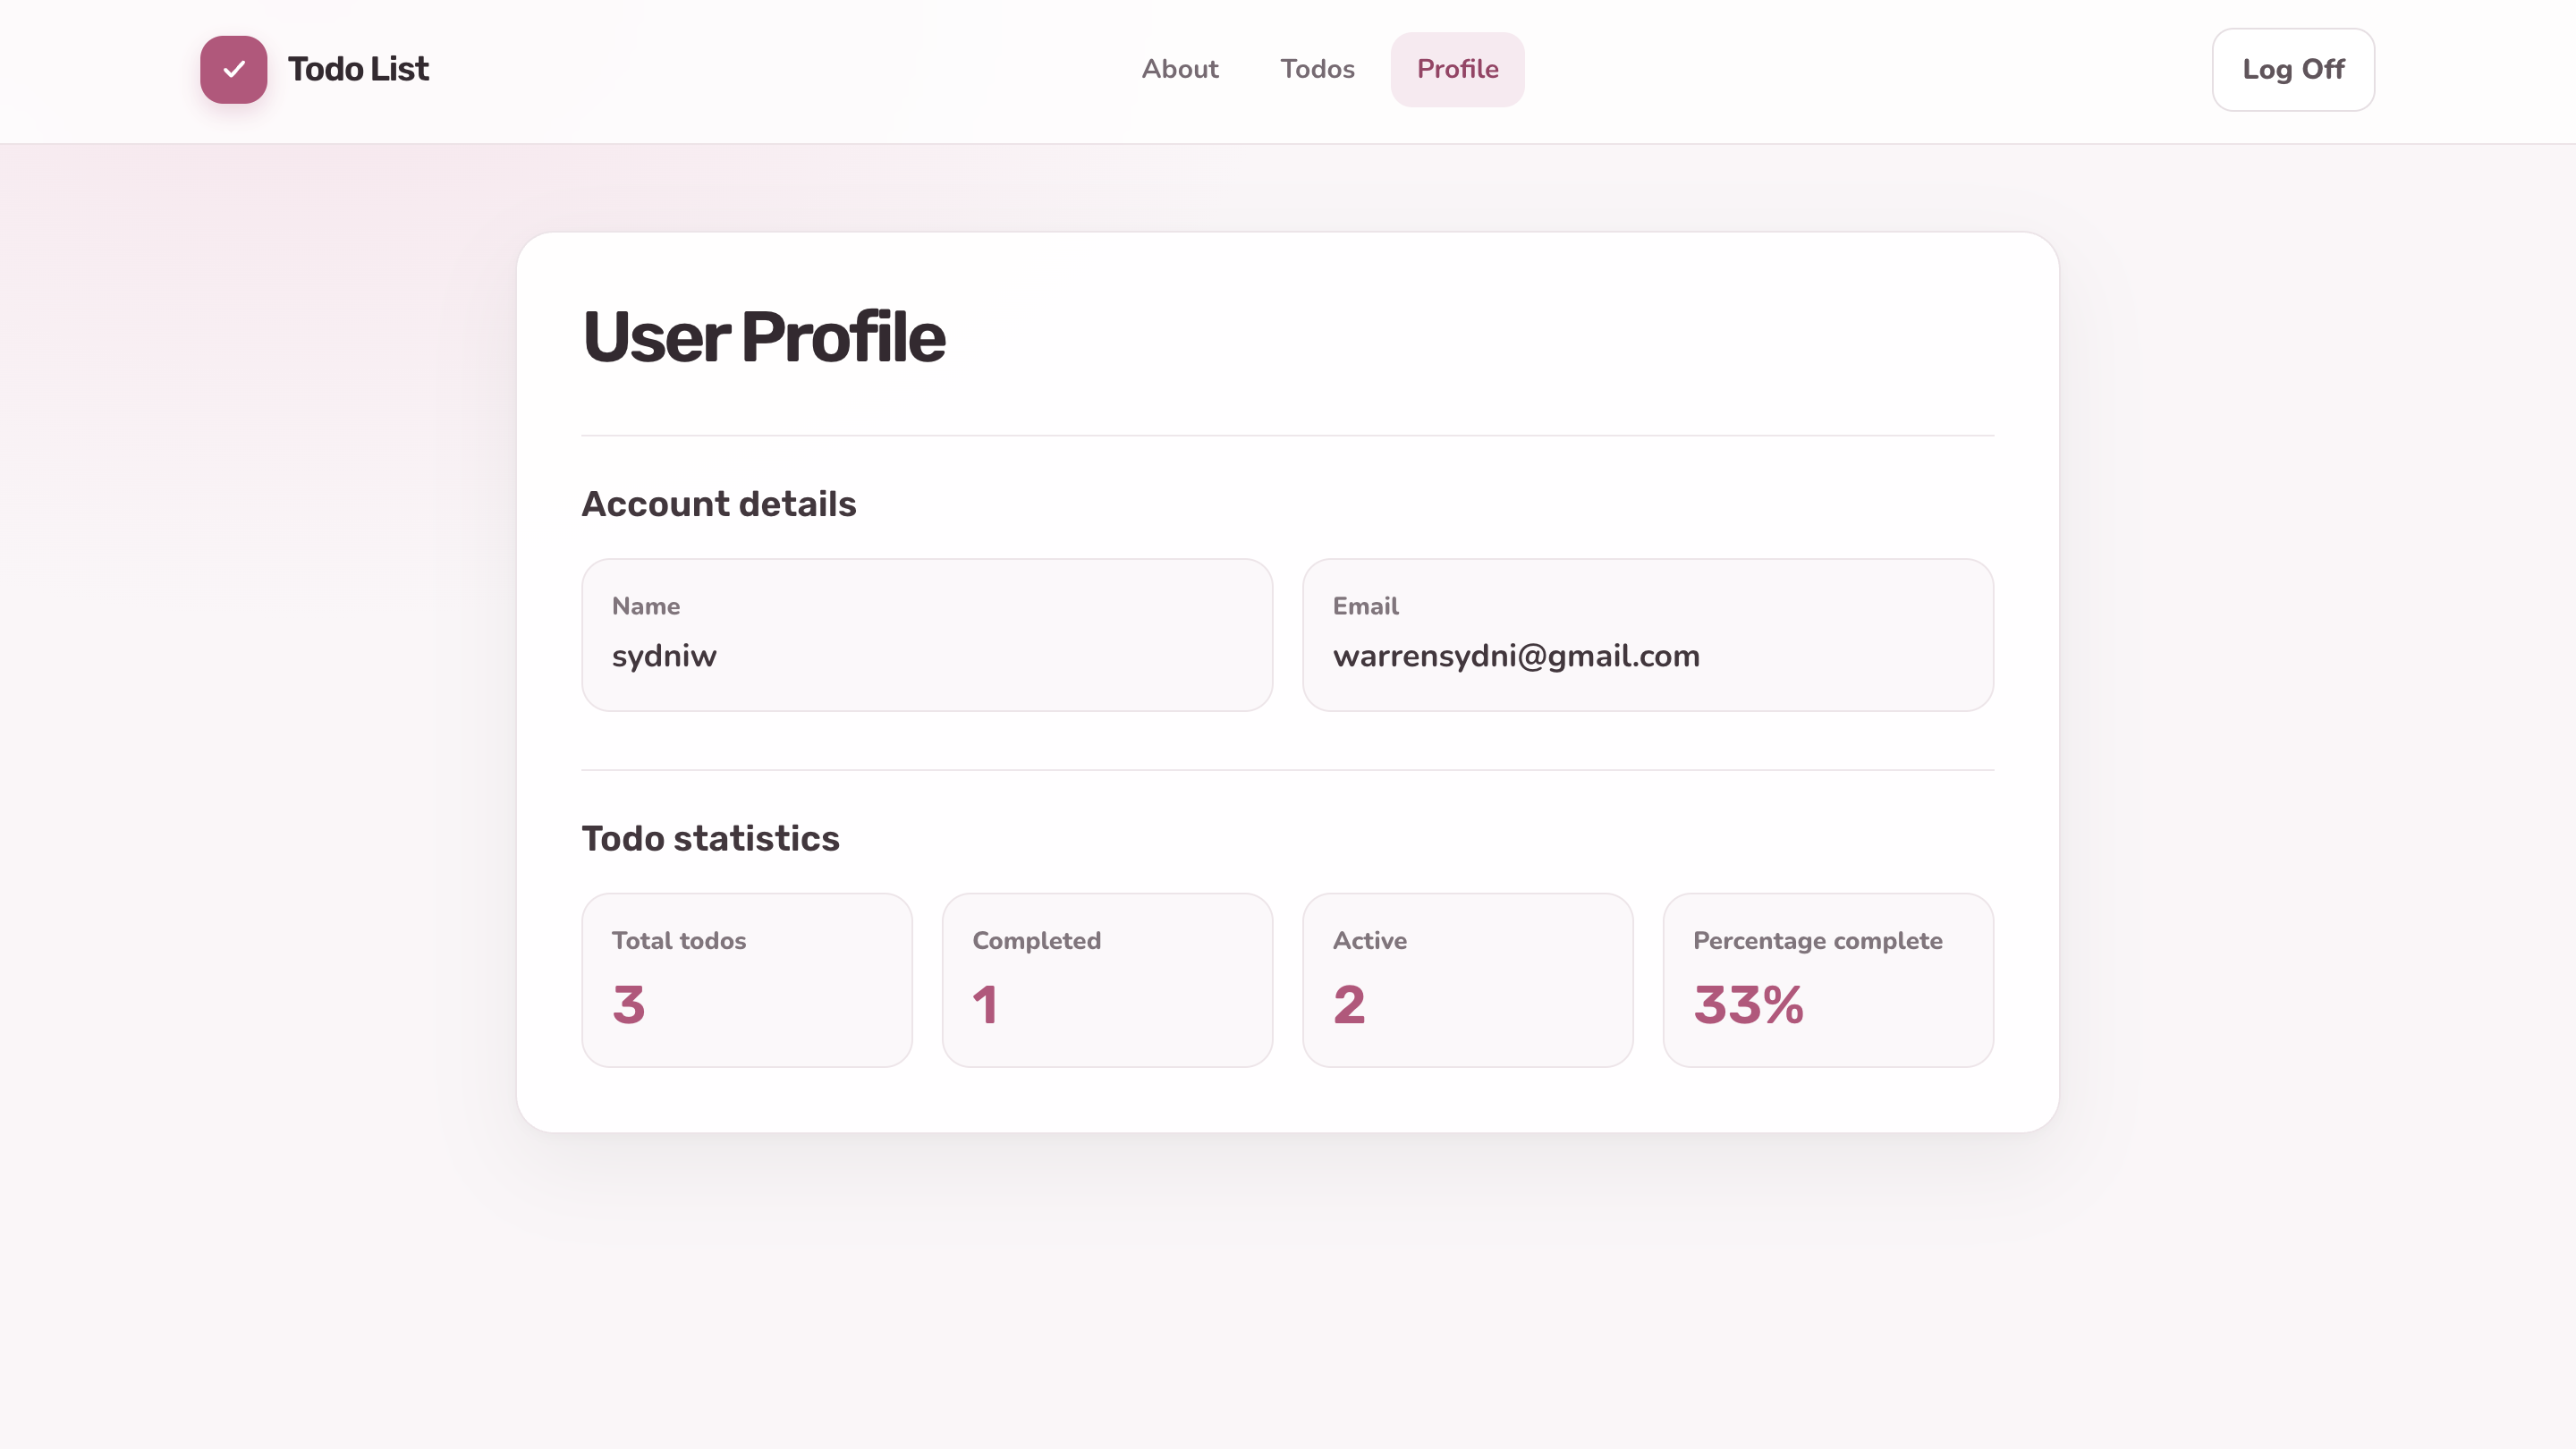 Todo List
About Todos Profile
Log Off
User Profile
Account details
Name
sydniw
Email
warrensydni@gmail.com
Todo statistics
Total todos
3
Completed
1
Active
2
Percentage complete
33%